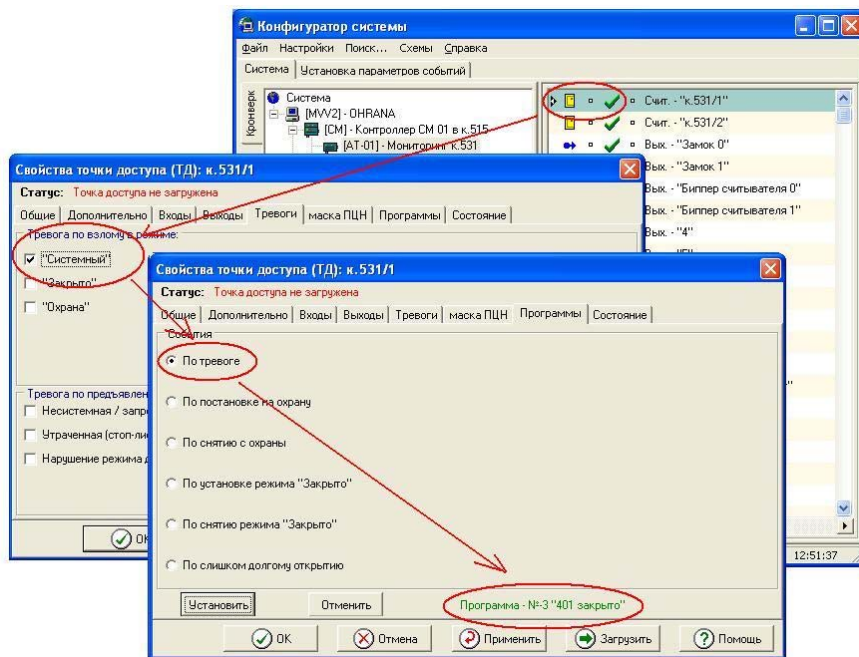 Конфигуратор системы
Файл Настройки Поиск... Схемы Справка
Система Установка параметров событий
Кронверк
Система
[MVV2] - OHRANA
[CM] - Контроллер СМ 01 в к.515
[AT-01] - Мониторинг к.531
Счит. - "к.531/1"
Счит. - "к.531/2"
Вых. - "Замок 0"
Вых. - "Замок 1"
Вых. - "Биппер считывателя 0"
Вых. - "Биппер считывателя 1"
Вых. - "4"
12:51:37
Свойства точки доступа (ТД): к.531/1
Статус: Точка доступа не загружена
Общие Дополнительно Входы Выходы Тревоги маска ПЦН Программы Состояние
Тревога по взлому в режиме:
"Системный"
"Закрыто"
"Охрана"
Тревога по
Несистемная /
Утраченная
Нарушение режима
Свойства точки доступа (ТД): к.531/1
Статус: Точка доступа не загружена
Общие Дополнительно Входы Выходы Тревоги маска ПЦН Программы Состояние
События
По тревоге
По постановке на охрану
По снятию с охраны
По установке режима "Закрыто"
По снятию режима "Закрыто"
По слишком долгому открытию
Установить Отменить Программа - №-3 "401 закрыто"
OK Отмена Применить Загрузить Помощь